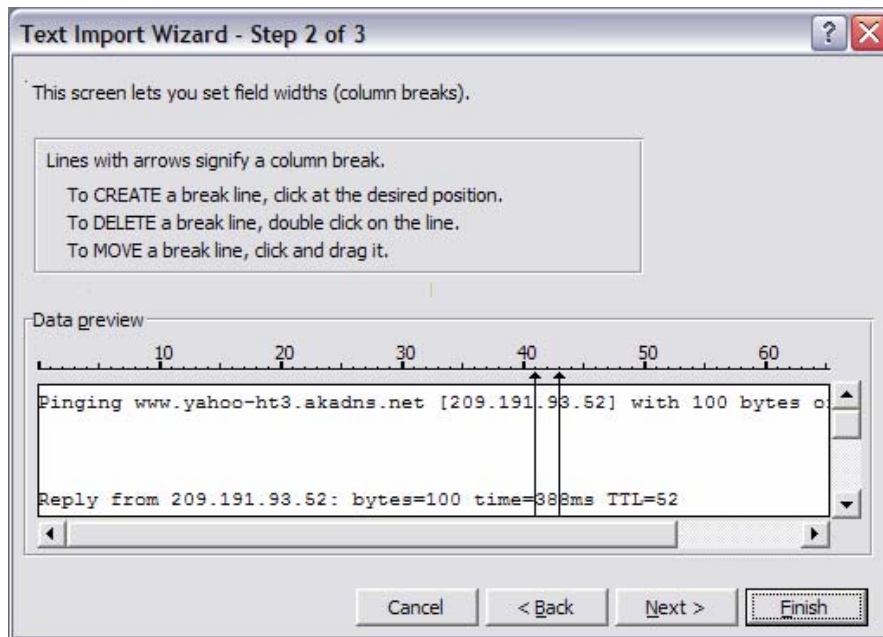 Text Import Wizard - Step 2 of 3
This screen lets you set field widths (column breaks).
Lines with arrows signify a column break.
To CREATE a break line, click at the desired position.
To DELETE a break line, double click on the line.
To MOVE a break line, click and drag it.
Data preview
10 20 30 40 50 60
Pinging www.yahoo-ht3.akadns.net [209.191.93.52] with 100 bytes o
Reply from 209.191.93.52: bytes=100 time=388ms TTL=52
Cancel < Back Next > Finish